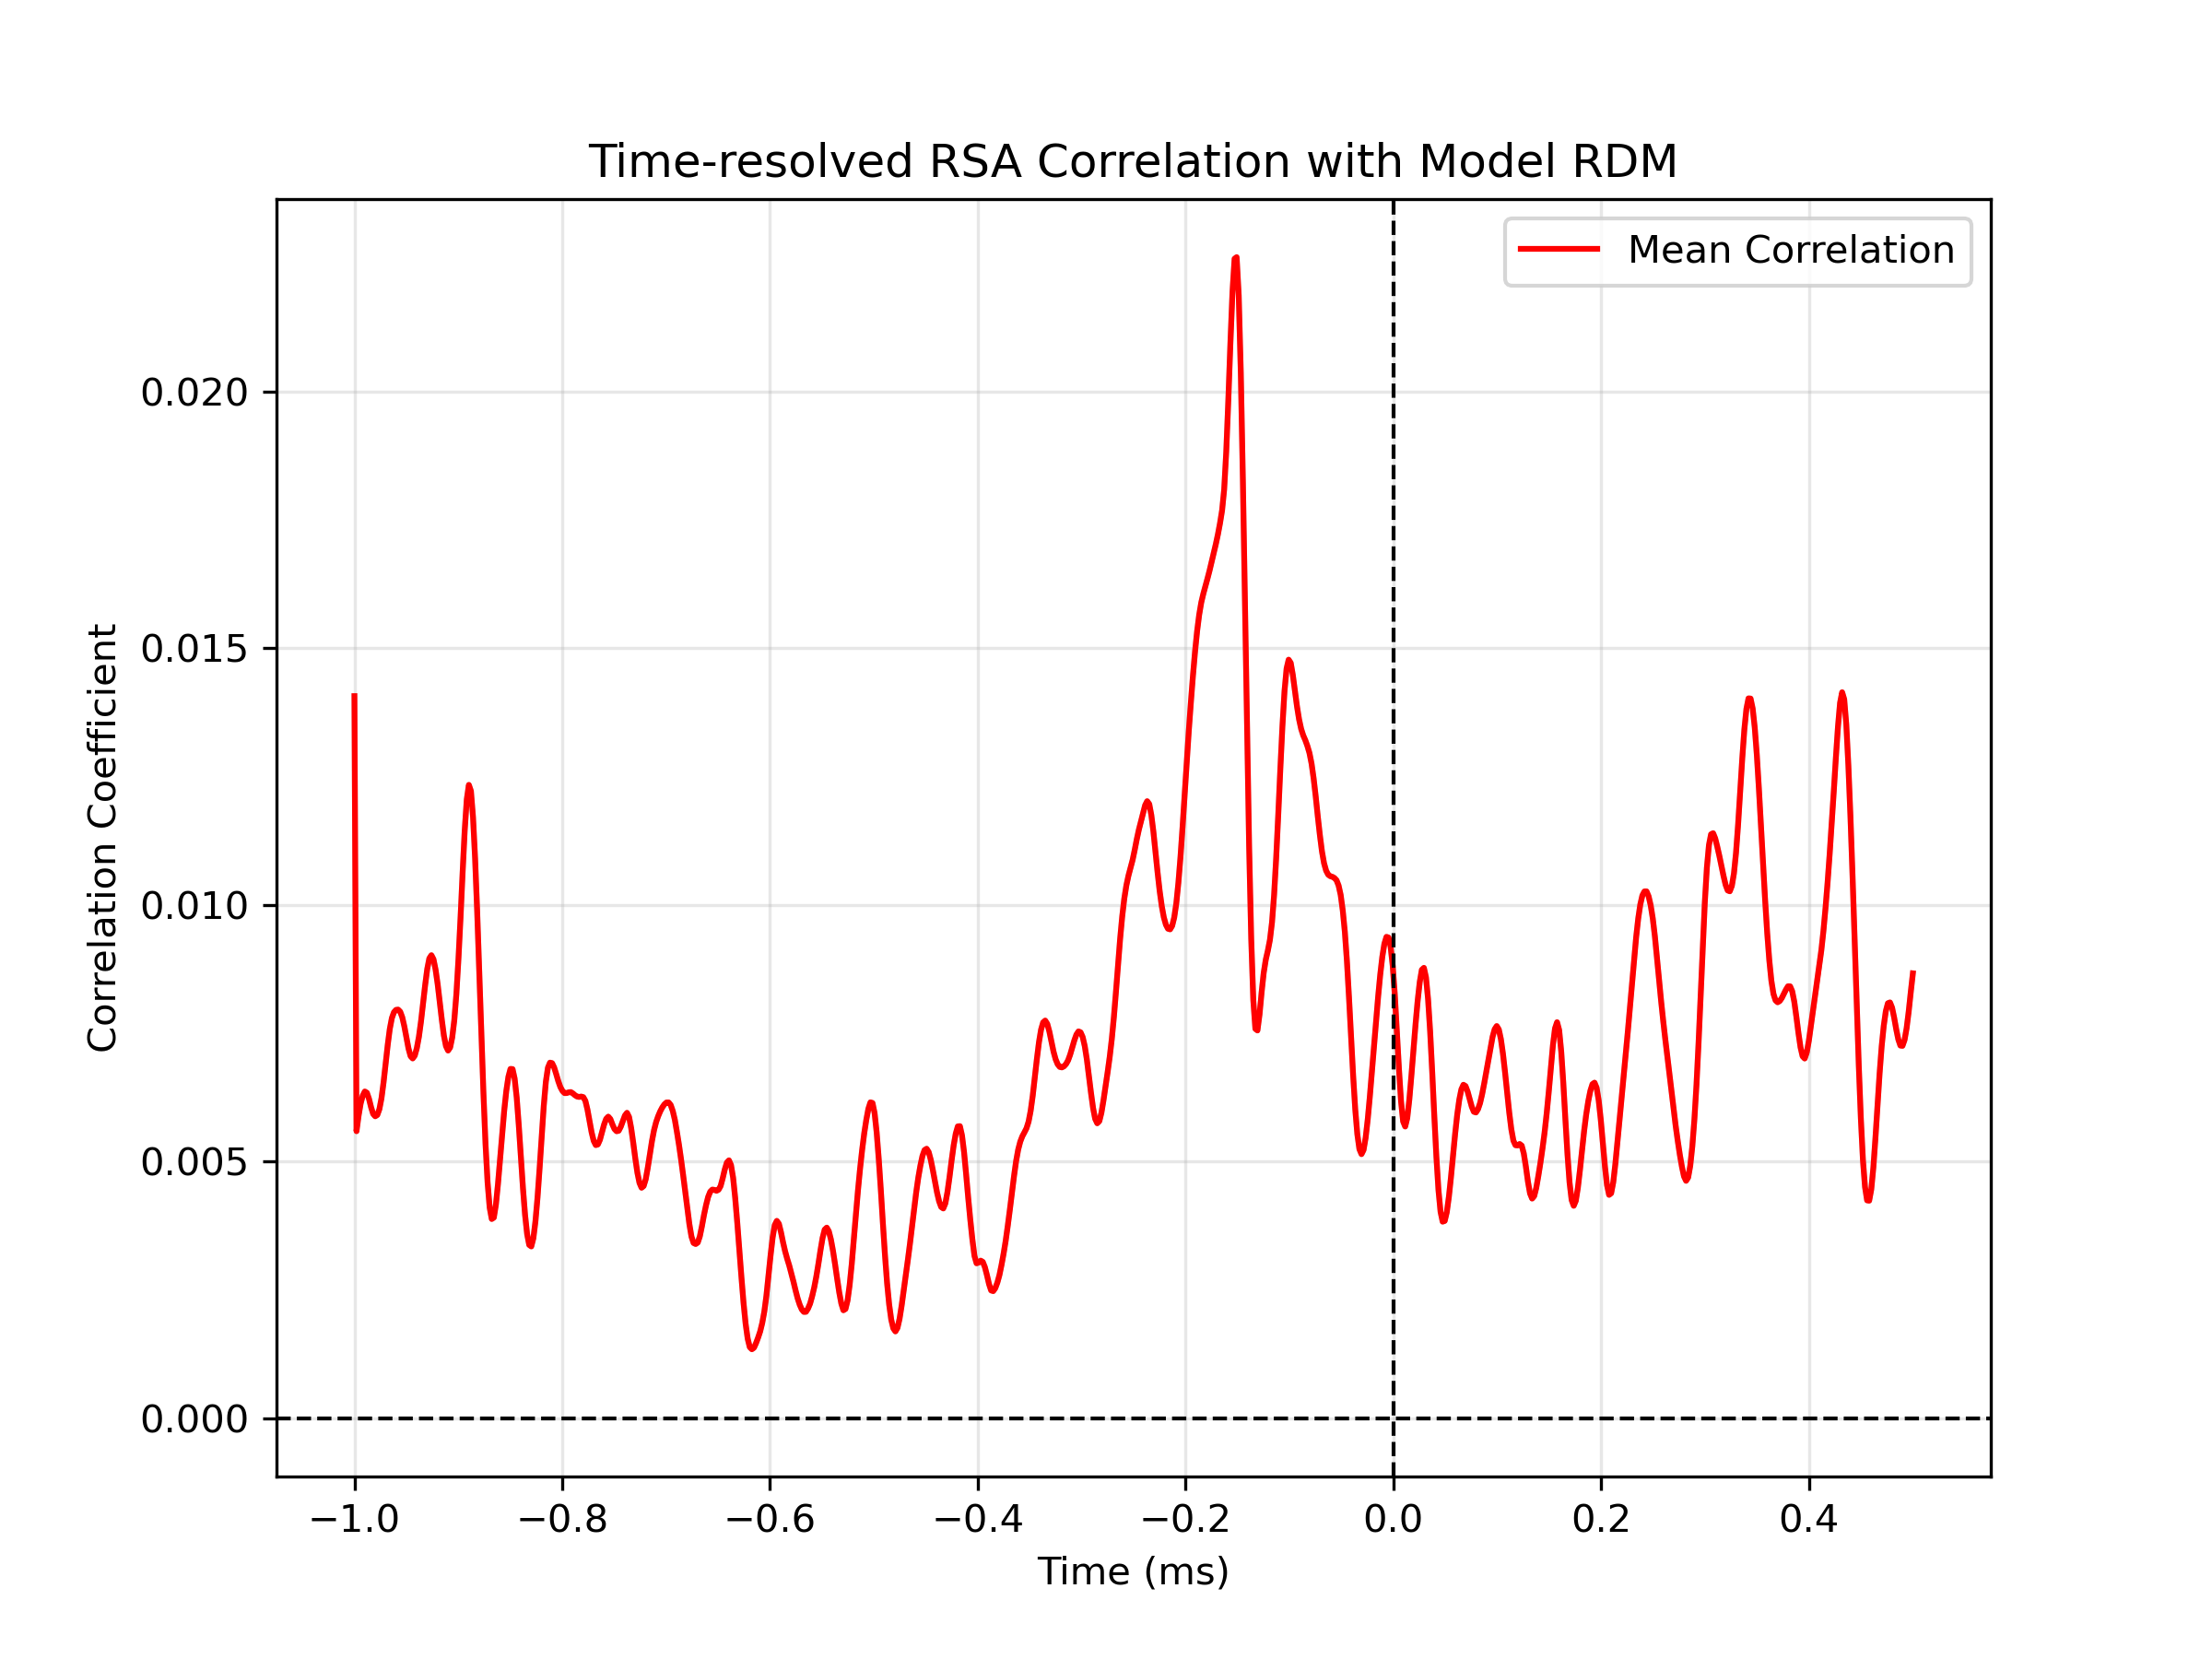 Time-resolved RSA Correlation with Model RDM
Mean Correlation
Correlation Coefficient
0.020
0.015
0.010
0.005
0.000
−1.0 −0.8 −0.6 −0.4 −0.2 0.0 0.2 0.4
Time (ms)